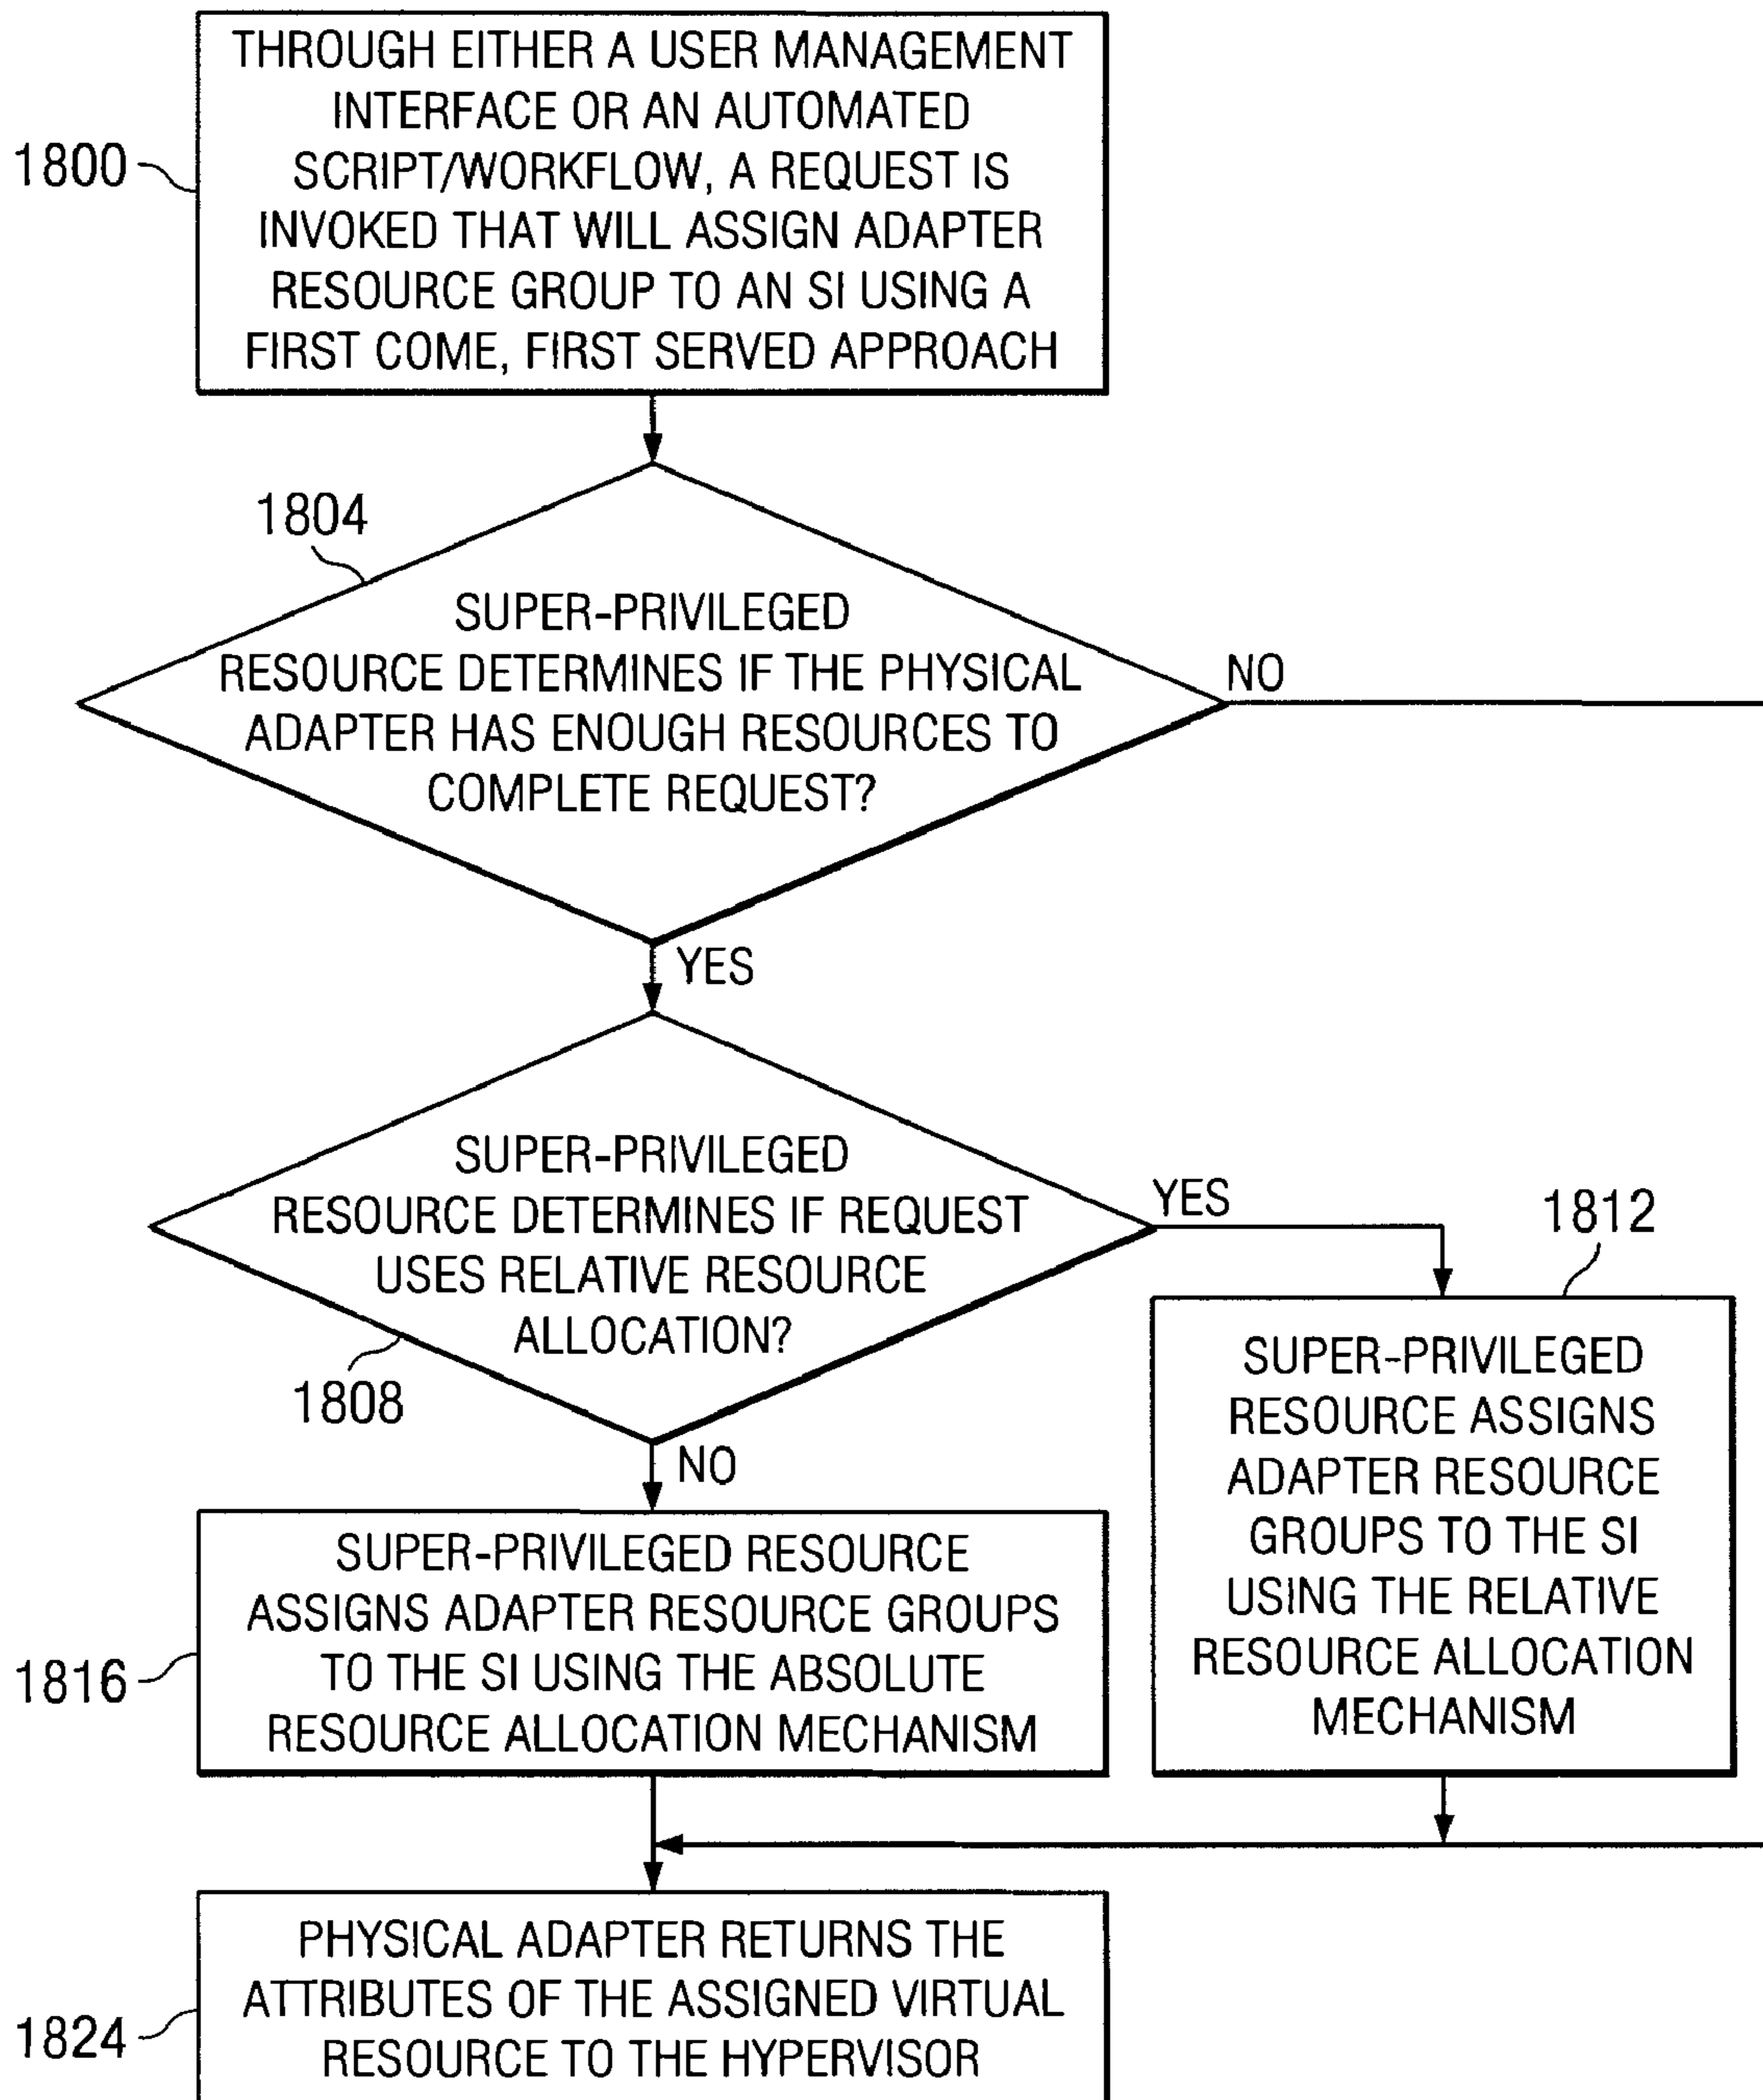 THROUGH EITHER A USER MANAGEMENT
INTERFACE OR AN AUTOMATED
SCRIPT/WORKFLOW, A REQUEST IS
INVOKED THAT WILL ASSIGN ADAPTER
RESOURCE GROUP TO AN SI USING A
FIRST COME, FIRST SERVED APPROACH
1800
1804
SUPER-PRIVILEGED
RESOURCE DETERMINES IF THE PHYSICAL
ADAPTER HAS ENOUGH RESOURCES TO
COMPLETE REQUEST?
NO
YES
SUPER-PRIVILEGED
RESOURCE DETERMINES IF REQUEST
USES RELATIVE RESOURCE
ALLOCATION?
1808
YES
1812
NO
SUPER-PRIVILEGED
RESOURCE ASSIGNS
ADAPTER RESOURCE
GROUPS TO THE SI
USING THE RELATIVE
RESOURCE ALLOCATION
MECHANISM
SUPER-PRIVILEGED RESOURCE
ASSIGNS ADAPTER RESOURCE GROUPS
TO THE SI USING THE ABSOLUTE
RESOURCE ALLOCATION MECHANISM
1816
PHYSICAL ADAPTER RETURNS THE
ATTRIBUTES OF THE ASSIGNED VIRTUAL
RESOURCE TO THE HYPERVISOR
1824